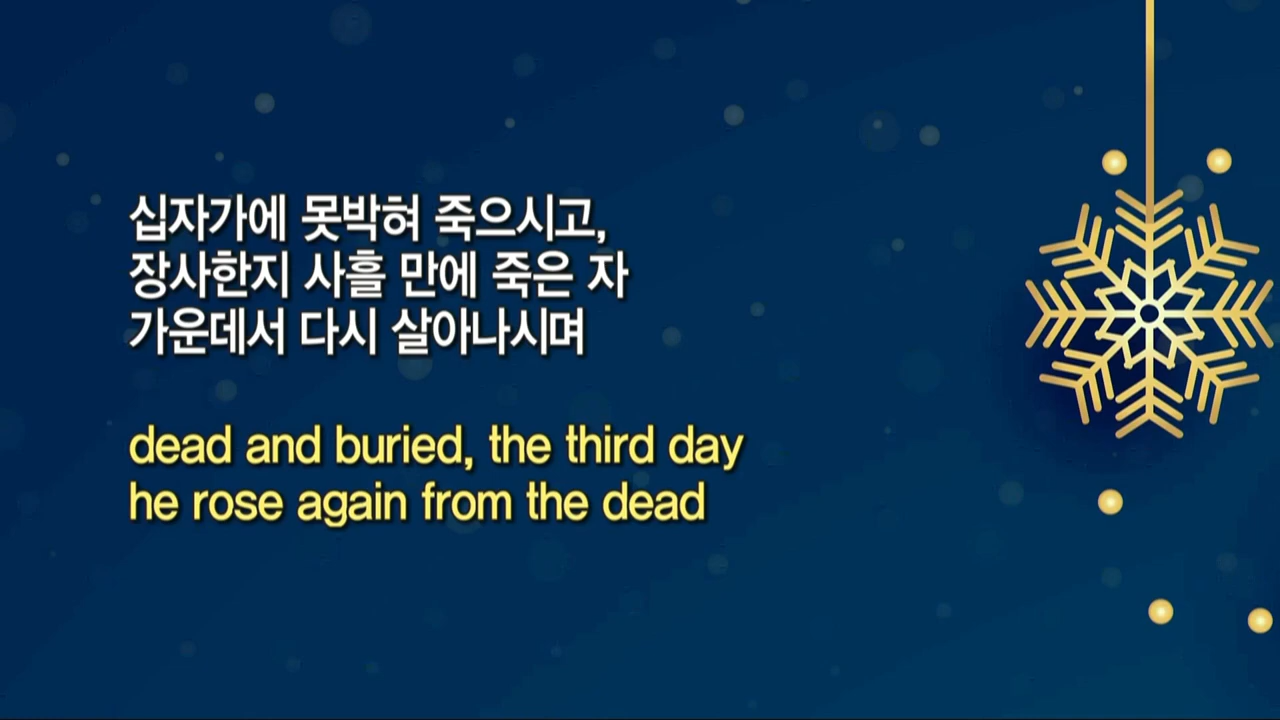 십자가에 못박혀 죽으시고,
장사한지 사흘 만에 죽은 자
가운데서 다시 살아나시며
dead and buried, the third day
he rose again from the dead